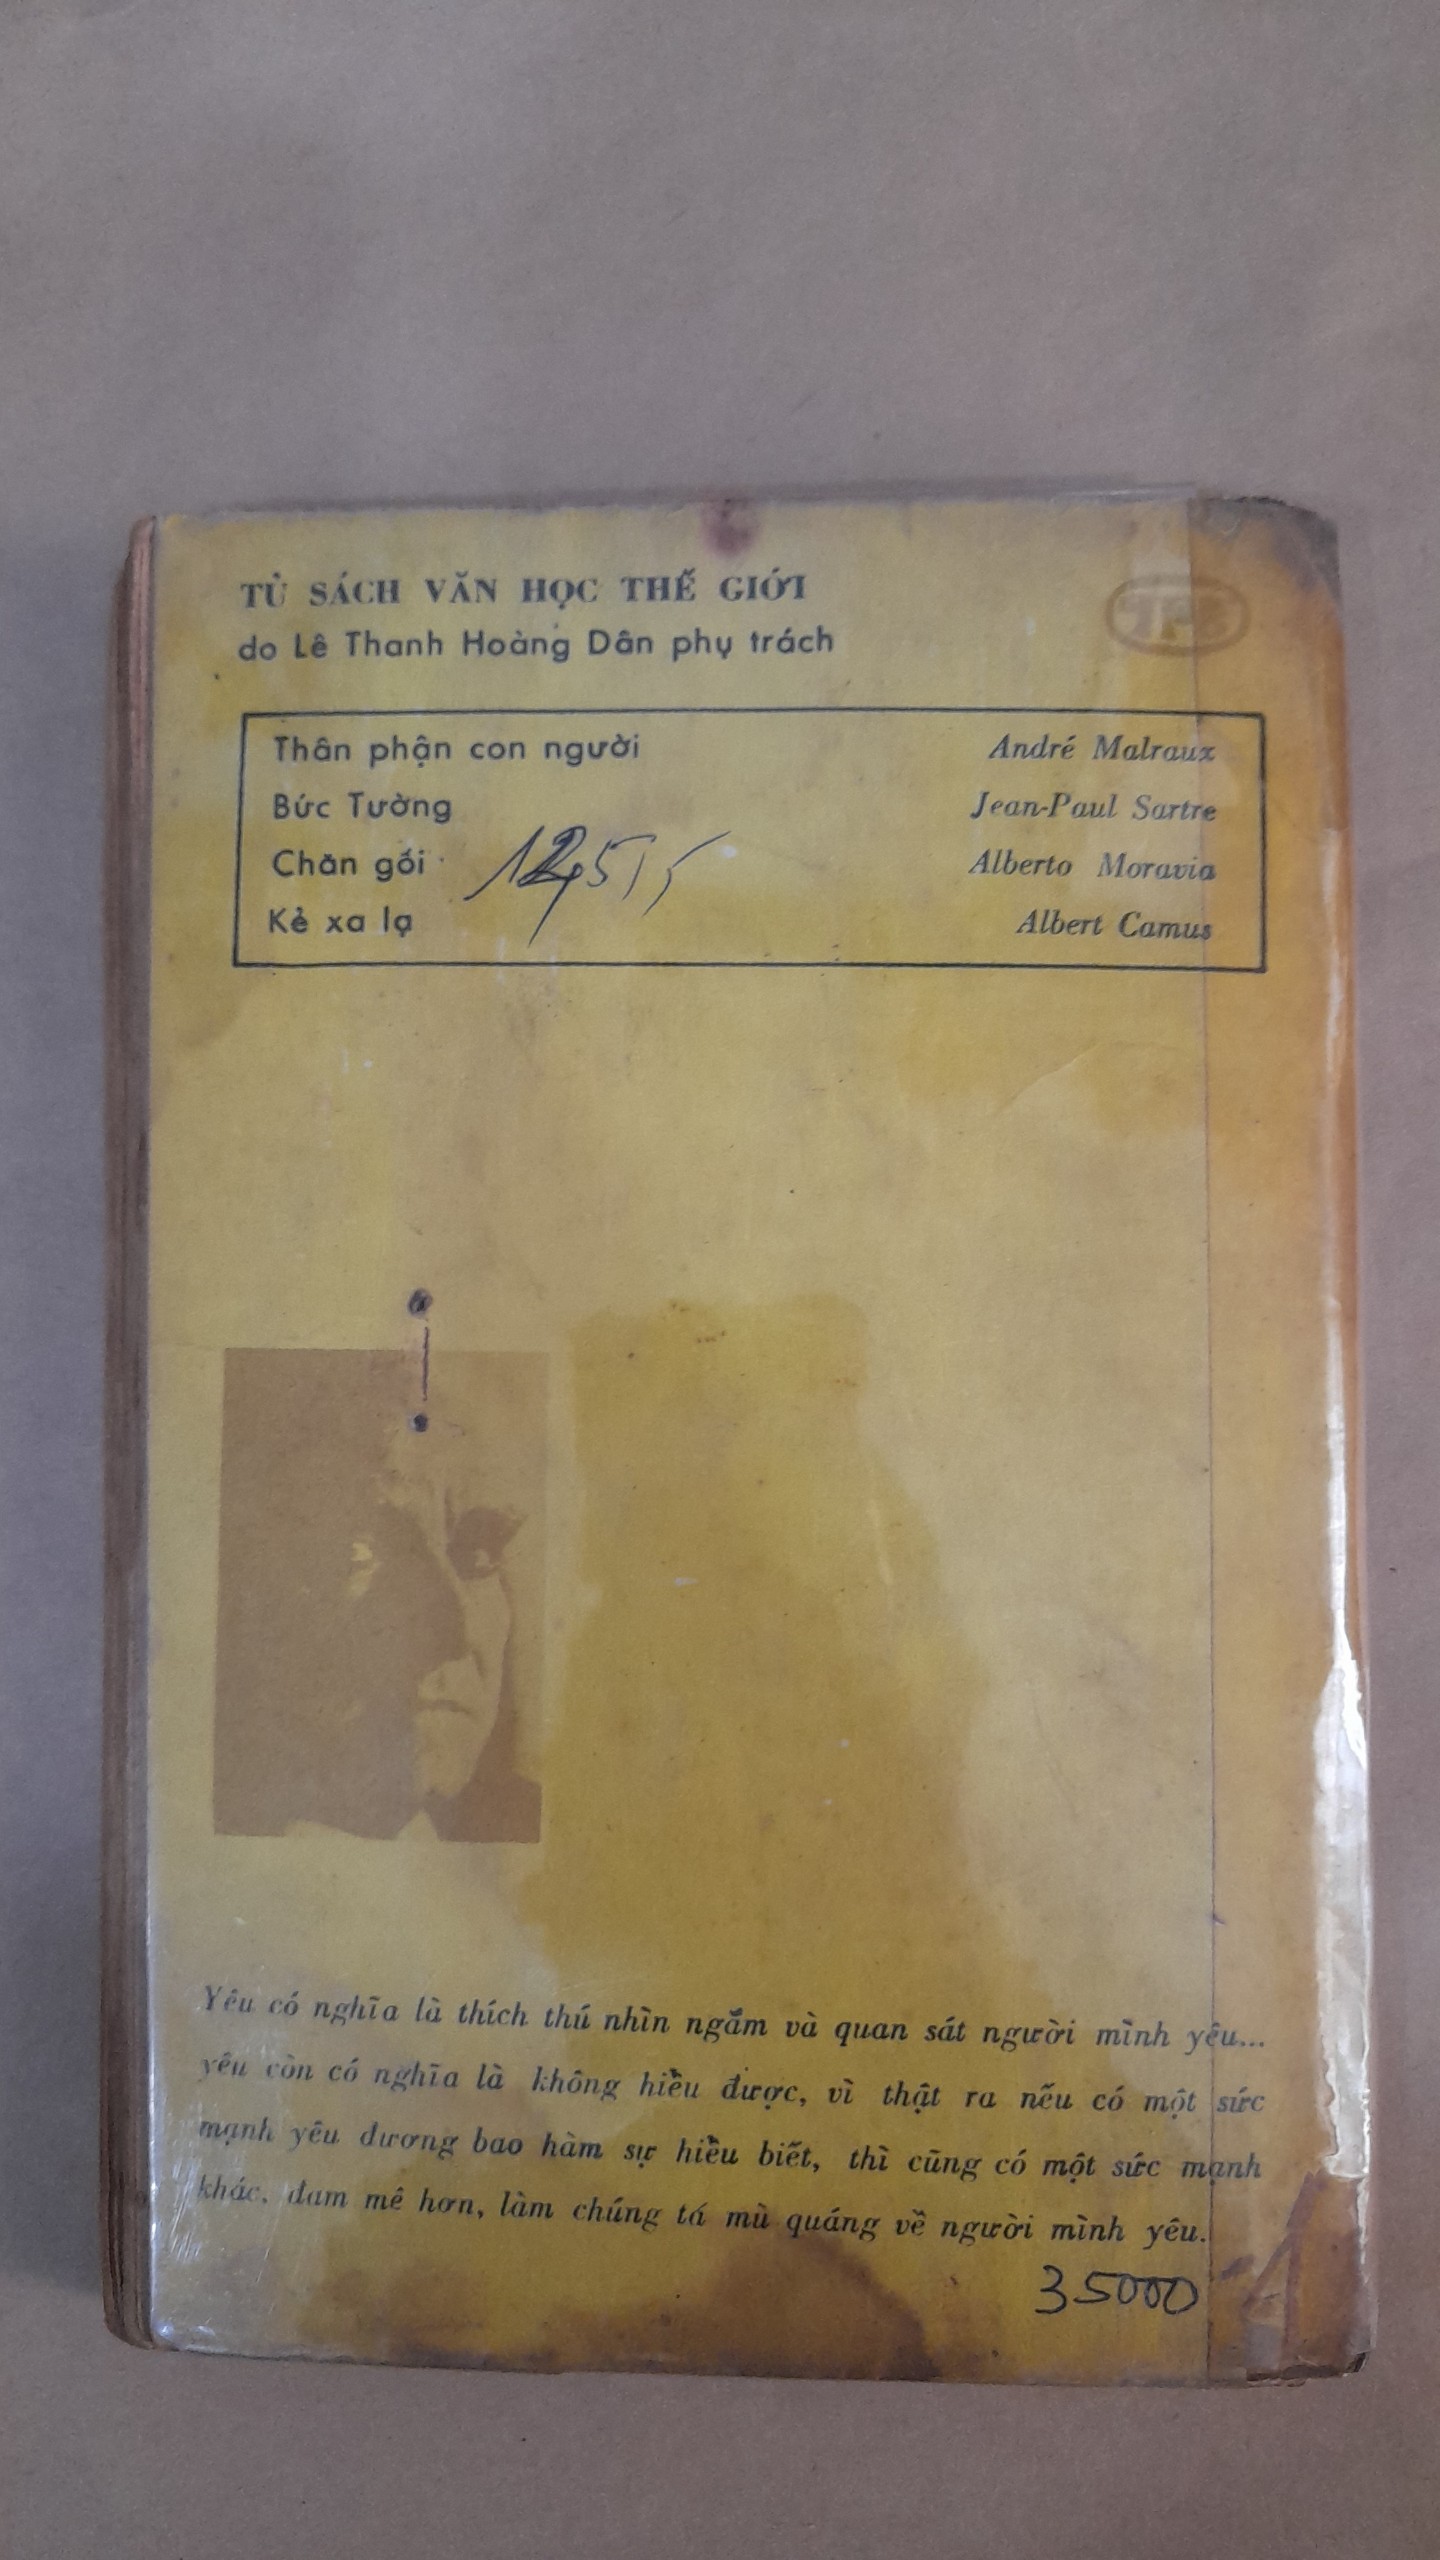 TỦ SÁCH VĂN HỌC THẾ GIỚI
do Lê Thanh Hoàng Dân phụ trách
Thân phận con người André Malraux
Bức Tường Jean-Paul Sartre
Chăn gối Alberto Moravia
Kẻ xa lạ Albert Camus
Yêu có nghĩa là thích thú nhìn ngắm và quan sát người mình yêu...
yêu còn có nghĩa là không hiểu được, vì thật ra nếu có một sức
mạnh yêu đương bao hàm sự hiểu biết, thì cũng có một sức mạnh
khác, đam mê hơn, làm chúng tá mù quáng về người mình yêu.
35000